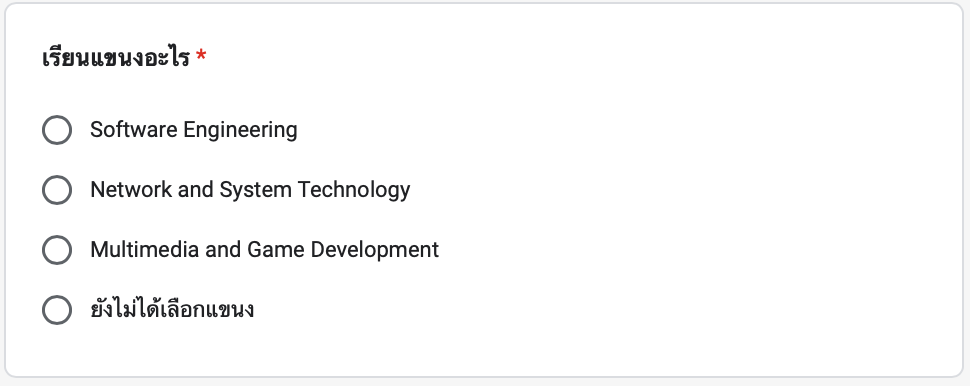 เรียนแขนงอะไร *
Software Engineering
Network and System Technology
Multimedia and Game Development
ยังไม่ได้เลือกแขนง